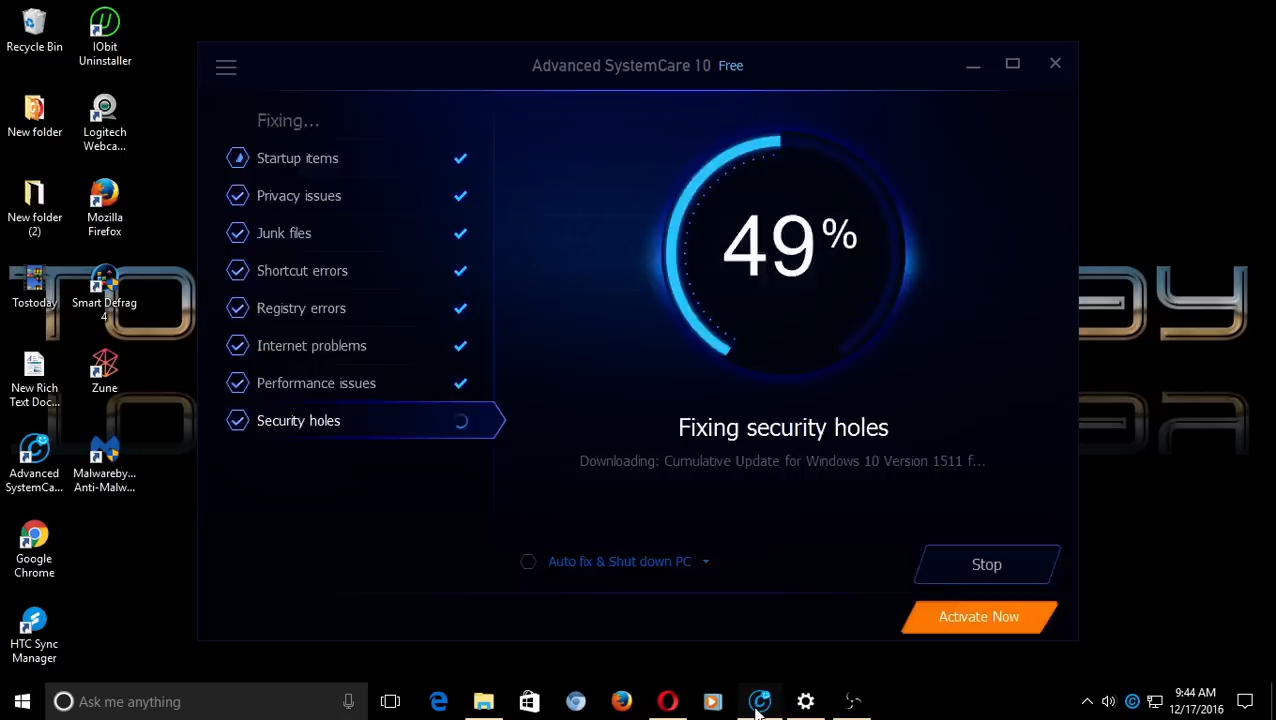 Recycle Bin
IObit
Uninstaller
New folder
Logitech
Webca...
New folder
(2)
Mozilla
Firefox
Tostoday
Smart Defrag
4
New Rich
Text Doc...
Zune
Advanced
SystemCa...
Malwareby...
Anti-Malw...
Google
Chrome
HTC Sync
Manager
Advanced SystemCare 10 Free
Fixing...
Startup items
Privacy issues
Junk files
Shortcut errors
Registry errors
Internet problems
Performance issues
Security holes
49%
Fixing security holes
Downloading: Cumulative Update for Windows 10 Version 1511 f...
Auto fix & Shut down PC
Stop
Activate Now
Ask me anything
9:44 AM
12/17/2016